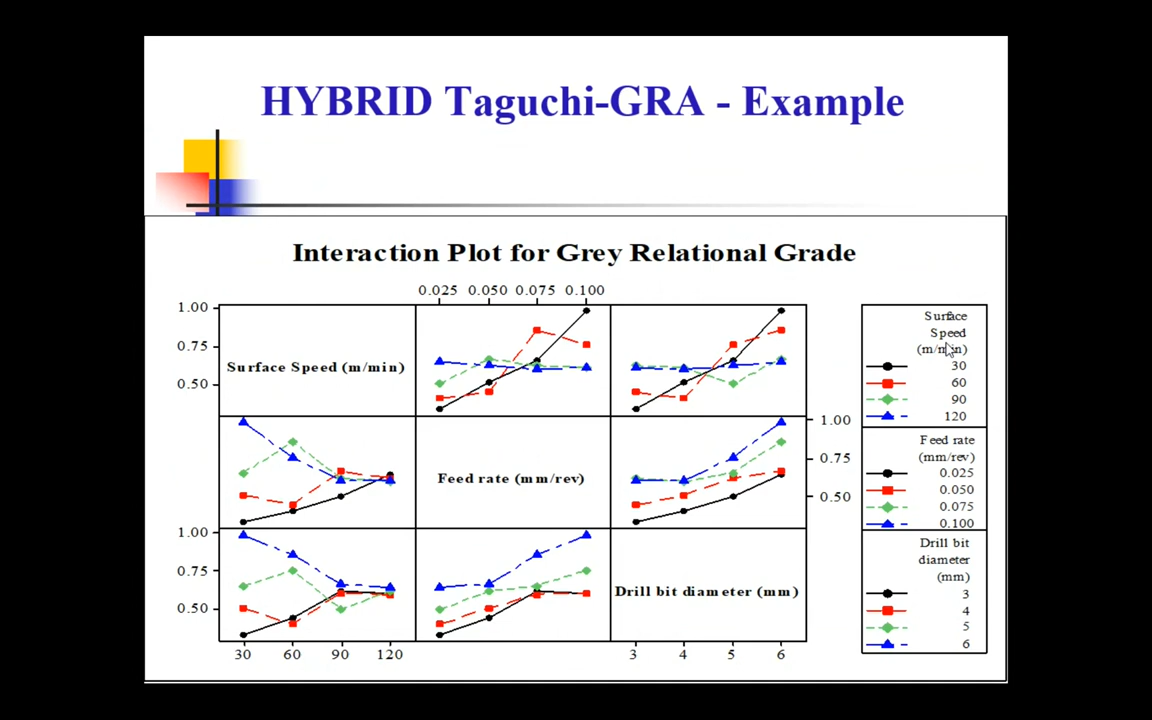 HYBRID Taguchi-GRA - Example
Interaction Plot for Grey Relational Grade
0.025 0.050 0.075 0.100
1.00
0.75
0.50
Surface Speed (m/min)
Surface
Speed
(m/min)
30
60
90
120
1.00
0.75
0.50
Feed rate (mm/rev)
Feed rate
(mm/rev)
0.025
0.050
0.075
0.100
1.00
0.75
0.50
Drill bit diameter (mm)
Drill bit
diameter
(mm)
3
4
5
6
30 60 90 120
3 4 5 6